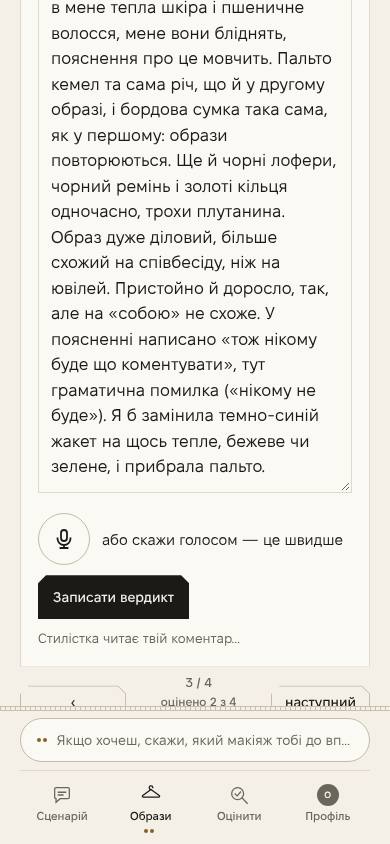 в мене тепла шкіра і пшеничне
волосся, мене вони бліднять,
пояснення про це мовчить. Пальто
кемел та сама річ, що й у другому
образі, і бордова сумка така сама,
як у першому: образи
повторюються. Ще й чорні лофери,
чорний ремінь і золоті кільця
одночасно, трохи плутанина.
Образ дуже діловий, більше
схожий на співбесіду, ніж на
ювілей. Пристойно й доросло, так,
але на «собою» не схоже. У
поясненні написано «тож нікому
буде що коментувати», тут
граматична помилка («нікому не
буде»). Я б замінила темно-синій
жакет на щось тепле, бежеве чи
зелене, і прибрала пальто.
або скажи голосом — це швидше
Записати вердикт
Стилістка читає твій коментар...
3 / 4
‹ оцінено 2 з 4 наступний
Якщо хочеш, скажи, який макіяж тобі до вп...
Сценарій Образи Оцінити Профіль
О